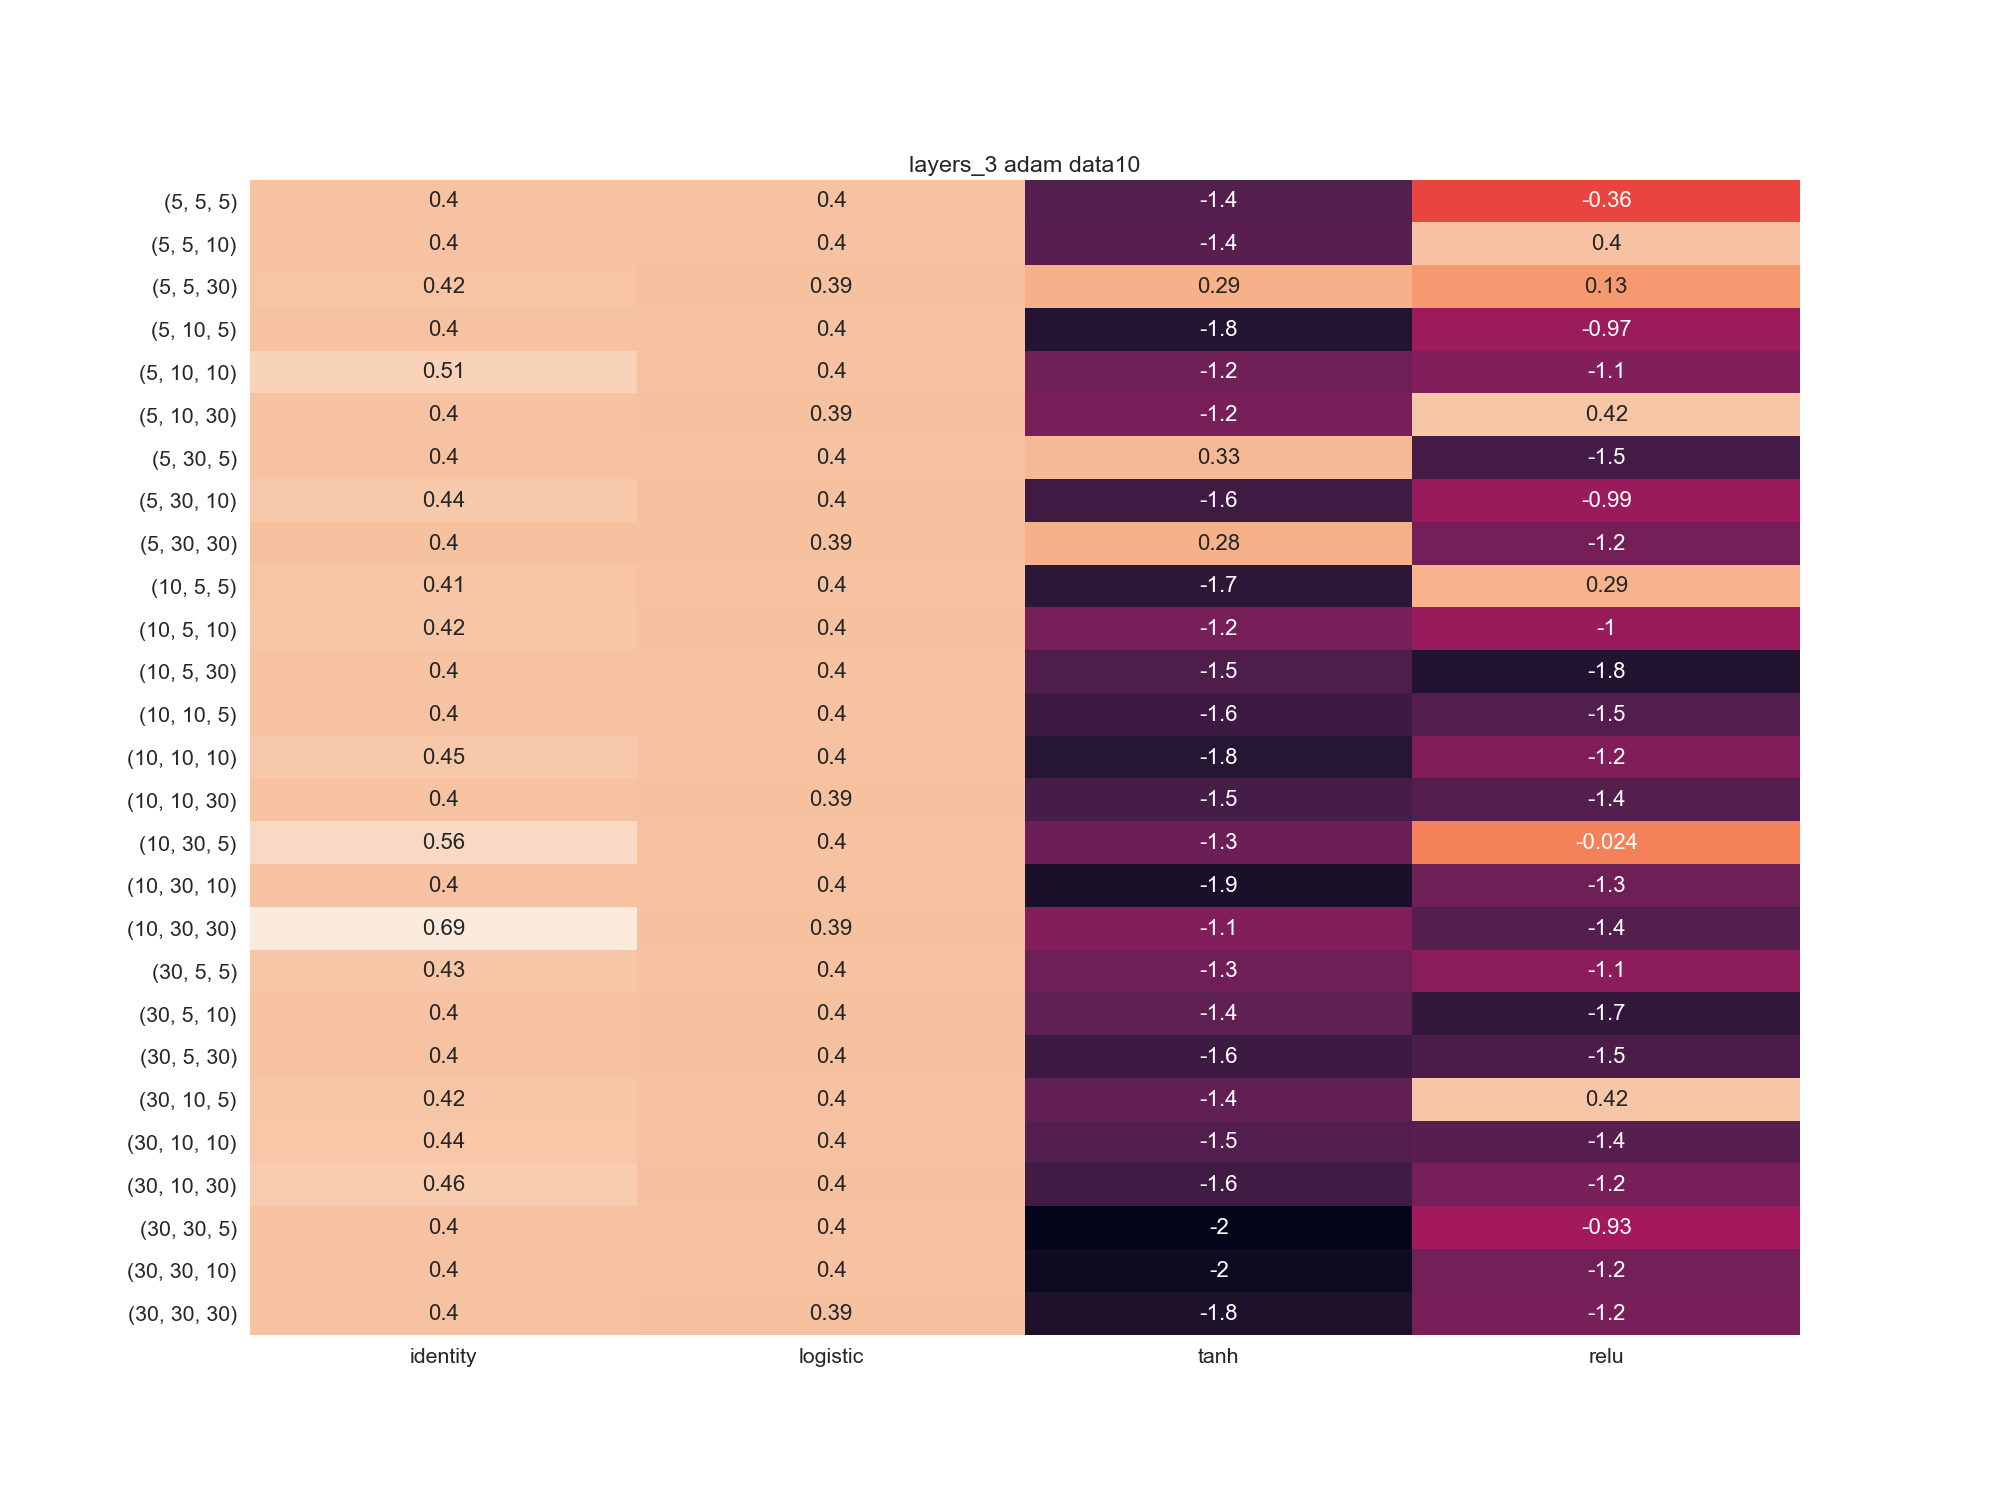 layers_3 adam data10
(5, 5, 5) 0.4 0.4 -1.4 -0.36
(5, 5, 10) 0.4 0.4 -1.4 0.4
(5, 5, 30) 0.42 0.39 0.29 0.13
(5, 10, 5) 0.4 0.4 -1.8 -0.97
(5, 10, 10) 0.51 0.4 -1.2 -1.1
(5, 10, 30) 0.4 0.39 -1.2 0.42
(5, 30, 5) 0.4 0.4 0.33 -1.5
(5, 30, 10) 0.44 0.4 -1.6 -0.99
(5, 30, 30) 0.4 0.39 0.28 -1.2
(10, 5, 5) 0.41 0.4 -1.7 0.29
(10, 5, 10) 0.42 0.4 -1.2 -1
(10, 5, 30) 0.4 0.4 -1.5 -1.8
(10, 10, 5) 0.4 0.4 -1.6 -1.5
(10, 10, 10) 0.45 0.4 -1.8 -1.2
(10, 10, 30) 0.4 0.39 -1.5 -1.4
(10, 30, 5) 0.56 0.4 -1.3 -0.024
(10, 30, 10) 0.4 0.4 -1.9 -1.3
(10, 30, 30) 0.69 0.39 -1.1 -1.4
(30, 5, 5) 0.43 0.4 -1.3 -1.1
(30, 5, 10) 0.4 0.4 -1.4 -1.7
(30, 5, 30) 0.4 0.4 -1.6 -1.5
(30, 10, 5) 0.42 0.4 -1.4 0.42
(30, 10, 10) 0.44 0.4 -1.5 -1.4
(30, 10, 30) 0.46 0.4 -1.6 -1.2
(30, 30, 5) 0.4 0.4 -2 -0.93
(30, 30, 10) 0.4 0.4 -2 -1.2
(30, 30, 30) 0.4 0.39 -1.8 -1.2
identity logistic tanh relu